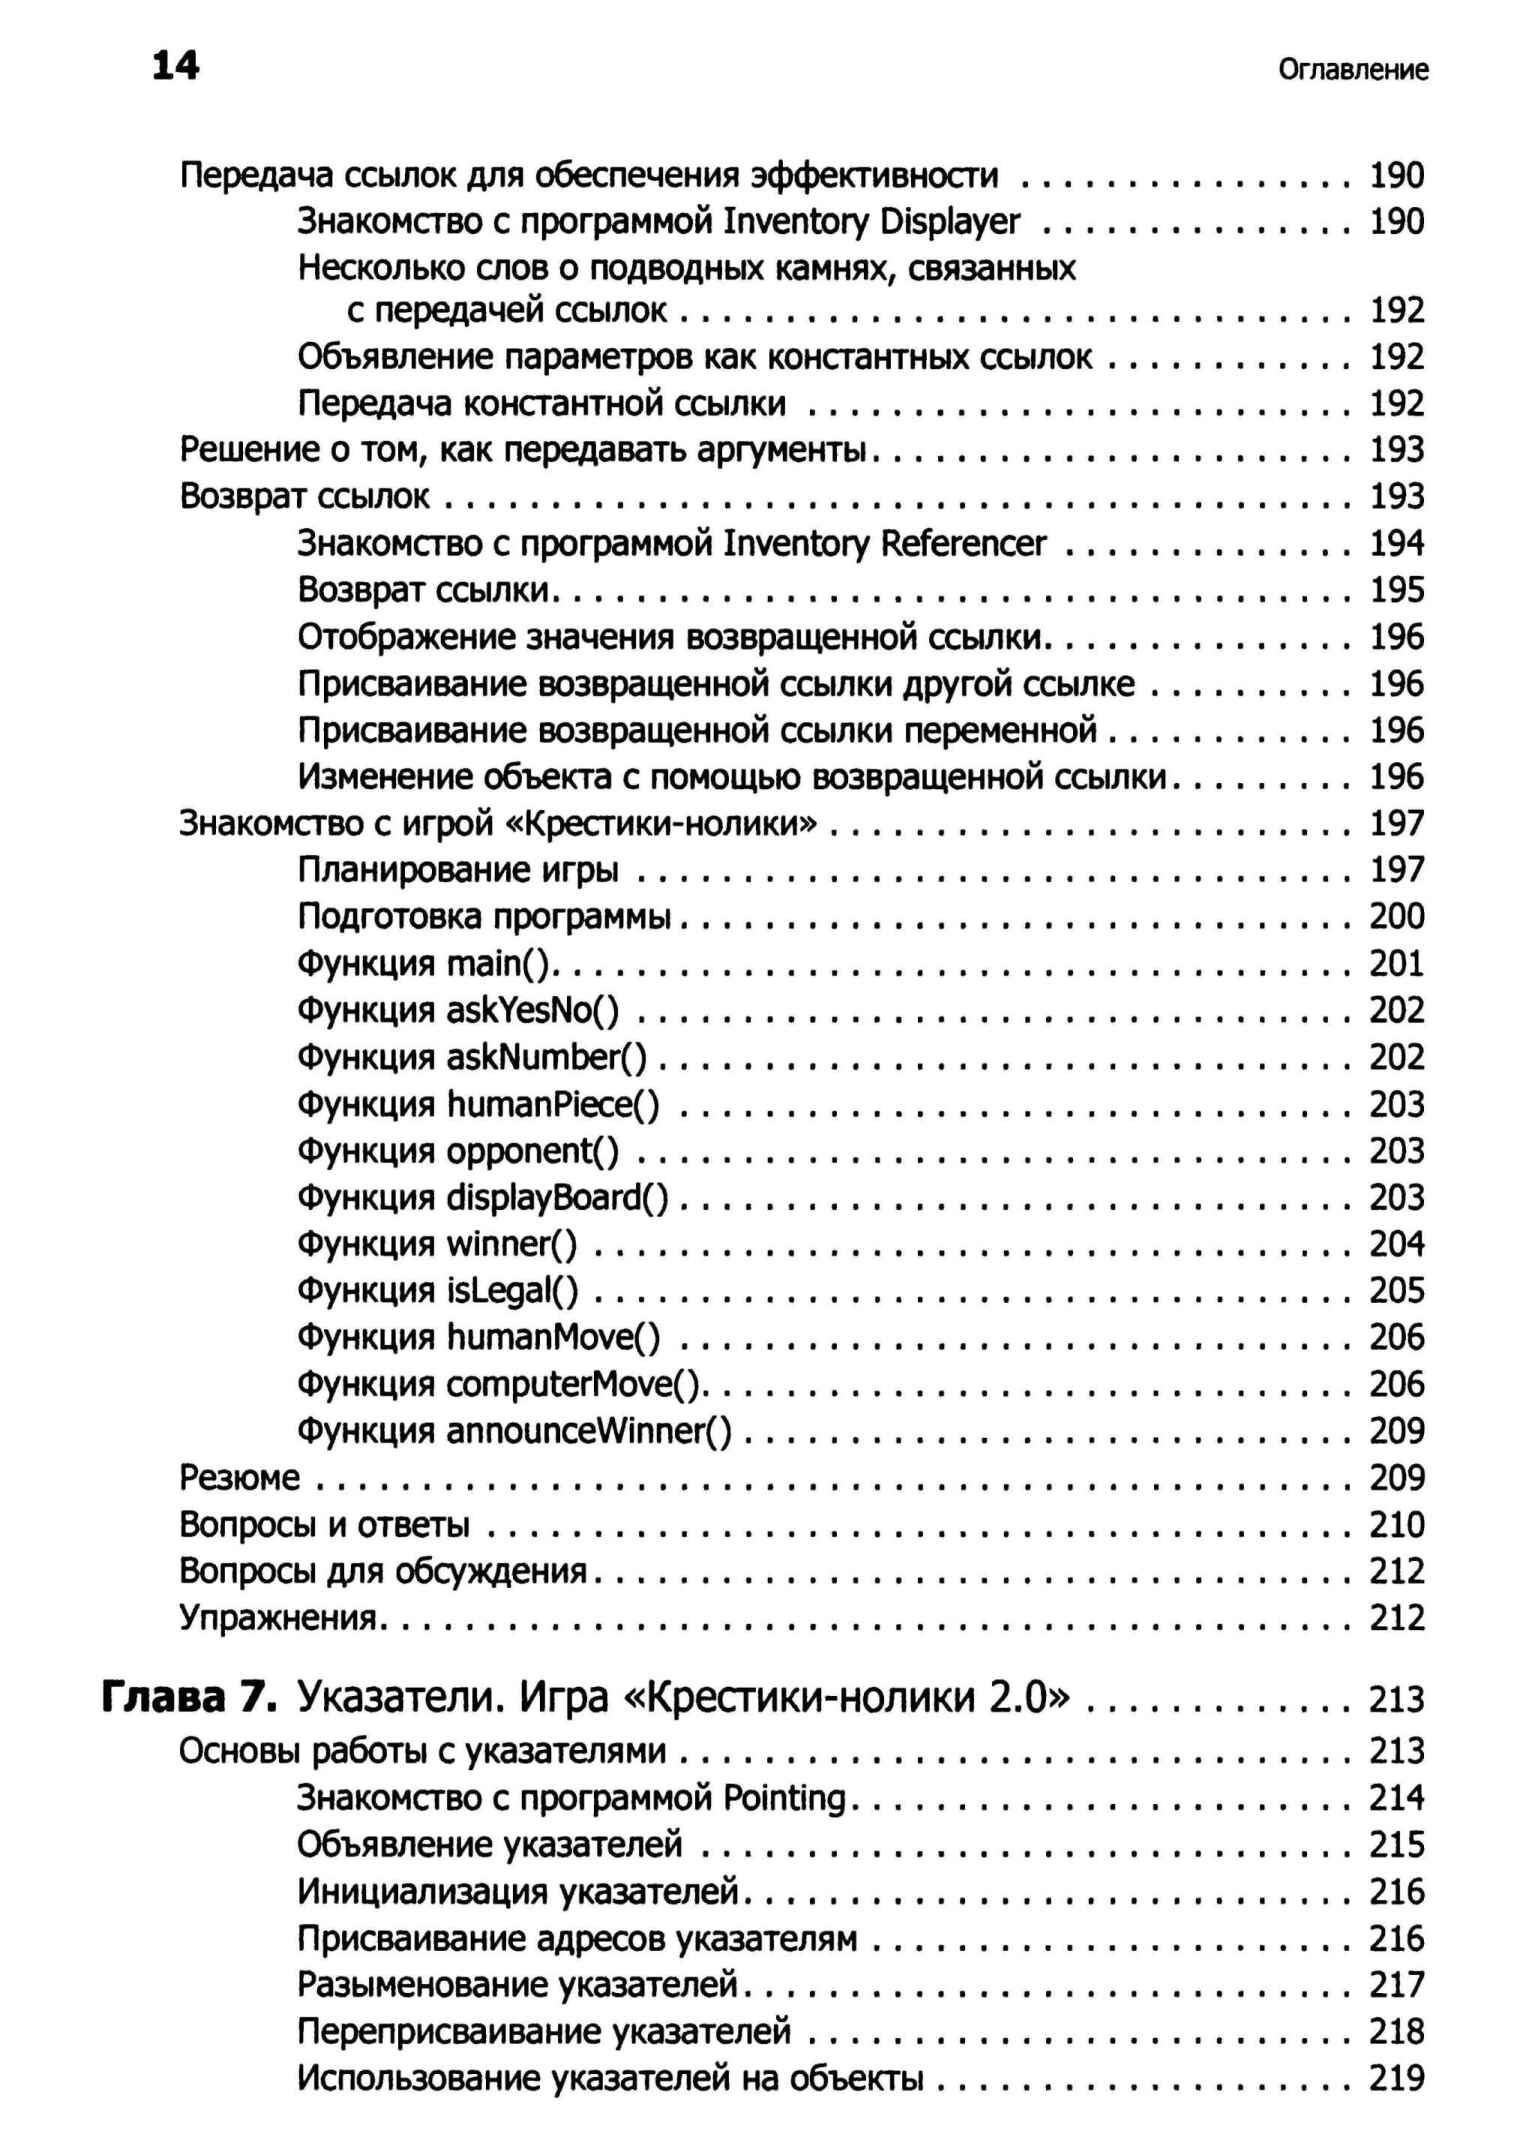 14 Оглавление
Передача ссылок для обеспечения эффективности . . . . . . . . . . . . . . . . 190
Знакомство с программой Inventory Displayer . . . . . . . . . . . . . . . 190
Несколько слов о подводных камнях, связанных
с передачей ссылок . . . . . . . . . . . . . . . . . . . . . . . . . . . . . . . . 192
Объявление параметров как константных ссылок . . . . . . . . . . . . 192
Передача константной ссылки . . . . . . . . . . . . . . . . . . . . . . . . . . 192
Решение о том, как передавать аргументы. . . . . . . . . . . . . . . . . . . . . . . 193
Возврат ссылок . . . . . . . . . . . . . . . . . . . . . . . . . . . . . . . . . . . . . . . . . . . 193
Знакомство с программой Inventory Referencer . . . . . . . . . . . . . . 194
Возврат ссылки. . . . . . . . . . . . . . . . . . . . . . . . . . . . . . . . . . . . . . 195
Отображение значения возвращенной ссылки. . . . . . . . . . . . . . . 196
Присваивание возвращенной ссылки другой ссылке . . . . . . . . . . 196
Присваивание возвращенной ссылки переменной . . . . . . . . . . . . 196
Изменение объекта с помощью возвращенной ссылки. . . . . . . . . 196
Знакомство с игрой «Крестики-нолики» . . . . . . . . . . . . . . . . . . . . . . . . . 197
Планирование игры . . . . . . . . . . . . . . . . . . . . . . . . . . . . . . . . . . 197
Подготовка программы . . . . . . . . . . . . . . . . . . . . . . . . . . . . . . . . 200
Функция main(). . . . . . . . . . . . . . . . . . . . . . . . . . . . . . . . . . . . . . 201
Функция askYesNo() . . . . . . . . . . . . . . . . . . . . . . . . . . . . . . . . . . 202
Функция askNumber() . . . . . . . . . . . . . . . . . . . . . . . . . . . . . . . . . 202
Функция humanPiece() . . . . . . . . . . . . . . . . . . . . . . . . . . . . . . . . 203
Функция opponent() . . . . . . . . . . . . . . . . . . . . . . . . . . . . . . . . . . 203
Функция displayBoard() . . . . . . . . . . . . . . . . . . . . . . . . . . . . . . . . 203
Функция winner() . . . . . . . . . . . . . . . . . . . . . . . . . . . . . . . . . . . . 204
Функция isLegal() . . . . . . . . . . . . . . . . . . . . . . . . . . . . . . . . . . . . 205
Функция humanMove() . . . . . . . . . . . . . . . . . . . . . . . . . . . . . . . . 206
Функция computerMove(). . . . . . . . . . . . . . . . . . . . . . . . . . . . . . . 206
Функция announceWinner() . . . . . . . . . . . . . . . . . . . . . . . . . . . . . 209
Резюме . . . . . . . . . . . . . . . . . . . . . . . . . . . . . . . . . . . . . . . . . . . . . . . . . 209
Вопросы и ответы . . . . . . . . . . . . . . . . . . . . . . . . . . . . . . . . . . . . . . . . . 210
Вопросы для обсуждения. . . . . . . . . . . . . . . . . . . . . . . . . . . . . . . . . . . . 212
Упражнения. . . . . . . . . . . . . . . . . . . . . . . . . . . . . . . . . . . . . . . . . . . . . . 212
Глава 7. Указатели. Игра «Крестики-нолики 2.0» . . . . . . . . . . . . . 213
Основы работы с указателями . . . . . . . . . . . . . . . . . . . . . . . . . . . . . . . . 213
Знакомство с программой Pointing. . . . . . . . . . . . . . . . . . . . . . . . 214
Объявление указателей . . . . . . . . . . . . . . . . . . . . . . . . . . . . . . . 215
Инициализация указателей. . . . . . . . . . . . . . . . . . . . . . . . . . . . . 216
Присваивание адресов указателям . . . . . . . . . . . . . . . . . . . . . . . 216
Разыменование указателей. . . . . . . . . . . . . . . . . . . . . . . . . . . . . 217
Переприсваивание указателей . . . . . . . . . . . . . . . . . . . . . . . . . . 218
Использование указателей на объекты . . . . . . . . . . . . . . . . . . . . 219